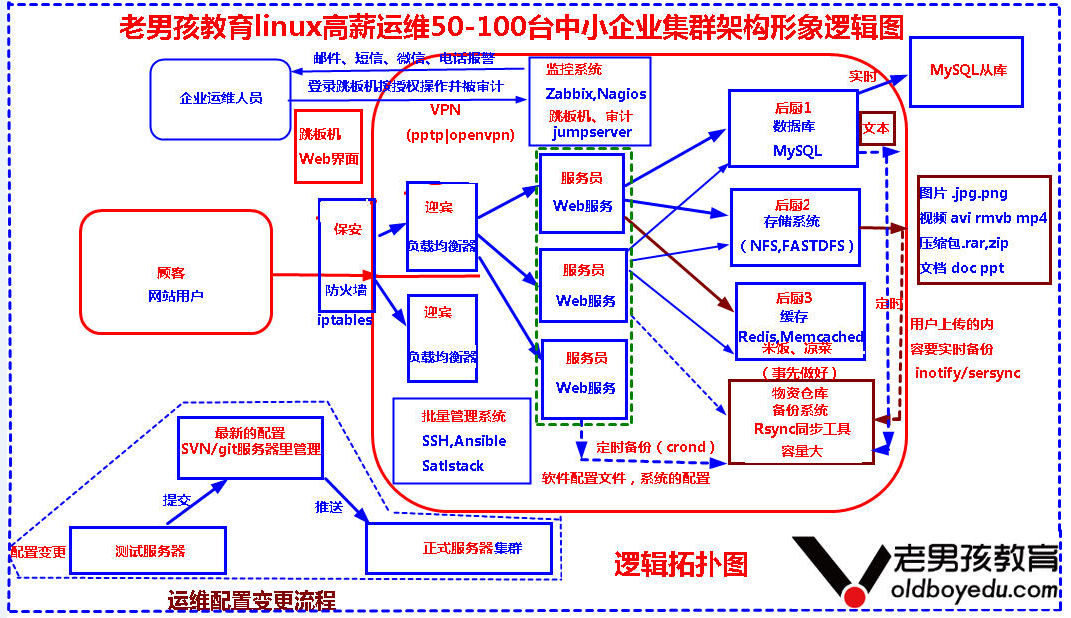 老男孩教育linux高薪运维50-100台中小企业集群架构形象逻辑图
邮件、短信、微信、电话报警
企业运维人员
登录跳板机按授权操作并被审计
监控系统
Zabbix,Nagios
跳板机、审计
jumpserver
VPN
(pptp|openvpn)
跳板机
Web界面
实时
MySQL从库
后厨1
数据库
MySQL
文本
服务员
Web服务
迎宾
负载均衡器
保安
防火墙
iptables
后厨2
存储系统
（NFS,FASTDFS）
图片 .jpg.png
视频 avi rmvb mp4
压缩包.rar,zip
文档 doc ppt
顾客
网站用户
服务员
Web服务
迎宾
负载均衡器
后厨3
缓存
Redis,Memcached
米饭、凉菜
（事先做好）
定时
用户上传的内
容要实时备份
inotify/sersync
服务员
Web服务
物资仓库
备份系统
Rsync同步工具
容量大
批量管理系统
SSH,Ansible
Satlstack
定时备份（crond）
软件配置文件，系统的配置
最新的配置
SVN/git服务器里管理
提交
推送
配置变更
测试服务器
正式服务器集群
运维配置变更流程
逻辑拓扑图
老男孩教育
oldboyedu.com